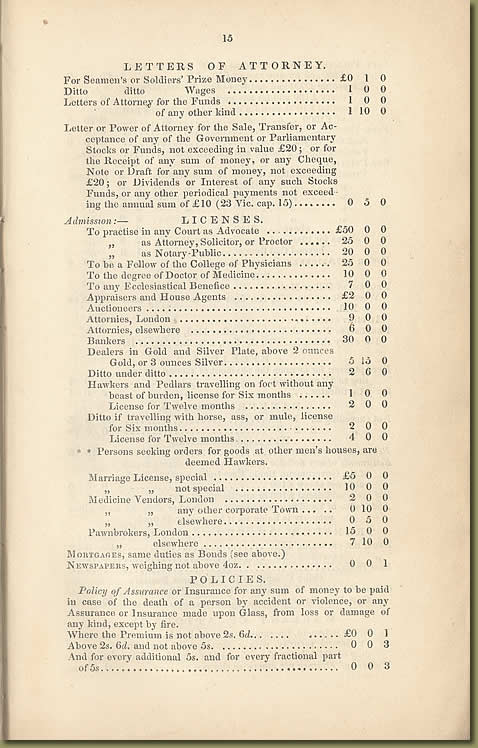 15
LETTERS OF ATTORNEY.
For Seamen's or Soldiers' Prize Money................ £0 1 0
Ditto ditto Wages .................... 1 0 0
Letters of Attorney for the Funds .................... 1 0 0
of any other kind .................. 1 10 0
Letter or Power of Attorney for the Sale, Transfer, or Ac-
ceptance of any of the Government or Parliamentary
Stocks or Funds, not exceeding in value £20; or for
the Receipt of any sum of money, or any Cheque,
Note or Draft for any sum of money, not exceeding
£20; or Dividends or Interest of any such Stocks
Funds, or any other periodical payments not exceed-
ing the annual sum of £10 (23 Vic. cap. 15)........ 0 5 0
Admission:— LICENSES.
To practise in any Court as Advocate ............ £50 0 0
„ as Attorney, Solicitor, or Proctor ...... 25 0 0
„ as Notary-Public.................... 20 0 0
To be a Fellow of the College of Physicians ...... 25 0 0
To the degree of Doctor of Medicine.............. 10 0 0
To any Ecclesiastical Benefice .................. 7 0 0
Appraisers and House Agents .................. £2 0 0
Auctioneers .................................. 10 0 0
Attornies, London ............................ 9 0 0
Attornies, elsewhere .......................... 6 0 0
Bankers .................................... 30 0 0
Dealers in Gold and Silver Plate, above 2 ounces
Gold, or 3 ounces Silver.................... 5 15 0
Ditto under ditto .............................. 2 6 0
Hawkers and Pedlars travelling on foot without any
beast of burden, license for Six months ...... 1 0 0
License for Twelve months ................ 2 0 0
Ditto if travelling with horse, ass, or mule, license
for Six months............................ 2 0 0
License for Twelve months.................. 4 0 0
* * Persons seeking orders for goods at other men's houses, are
deemed Hawkers.
Marriage License, special ...................... £5 0 0
„ „ not special .................. 10 0 0
Medicine Vendors, London .................... 2 0 0
„ „ any other corporate Town ... .. 0 10 0
„ „ elsewhere.................... 0 5 0
Pawnbrokers, London.......................... 15 0 0
„ elsewhere ........................ 7 10 0
MORTGAGES, same duties as Bonds (see above.)
NEWSPAPERS, weighing not above 4oz. ................ 0 0 1
POLICIES.
Policy of Assurance or Insurance for any sum of money to be paid
in case of the death of a person by accident or violence, or any
Assurance or Insurance made upon Glass, from loss or damage of
any kind, except by fire.
Where the Premium is not above 2s. 6d... .... ...... £0 0 1
Above 2s. 6d. and not above 5s. ...................... 0 0 3
And for every additional 5s. and for every fractional part
of 5s............................................. 0 0 3